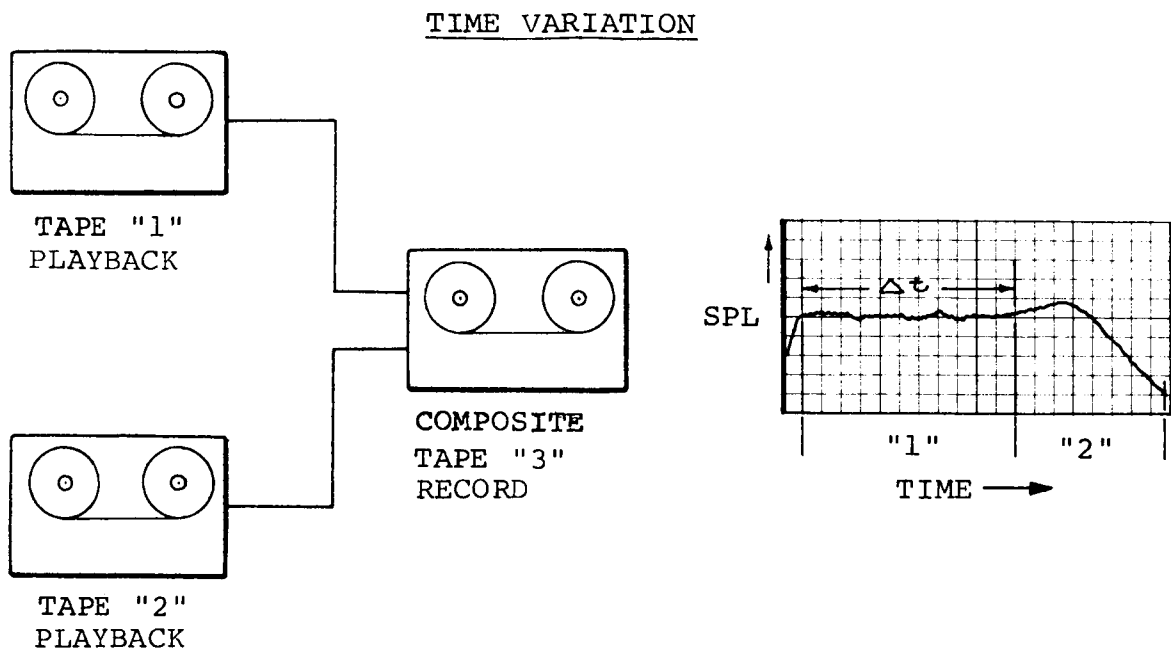 TIME VARIATION
TAPE "1"
PLAYBACK
COMPOSITE
TAPE "3"
RECORD
TAPE "2"
PLAYBACK
SPL
Δt
"1"
"2"
TIME